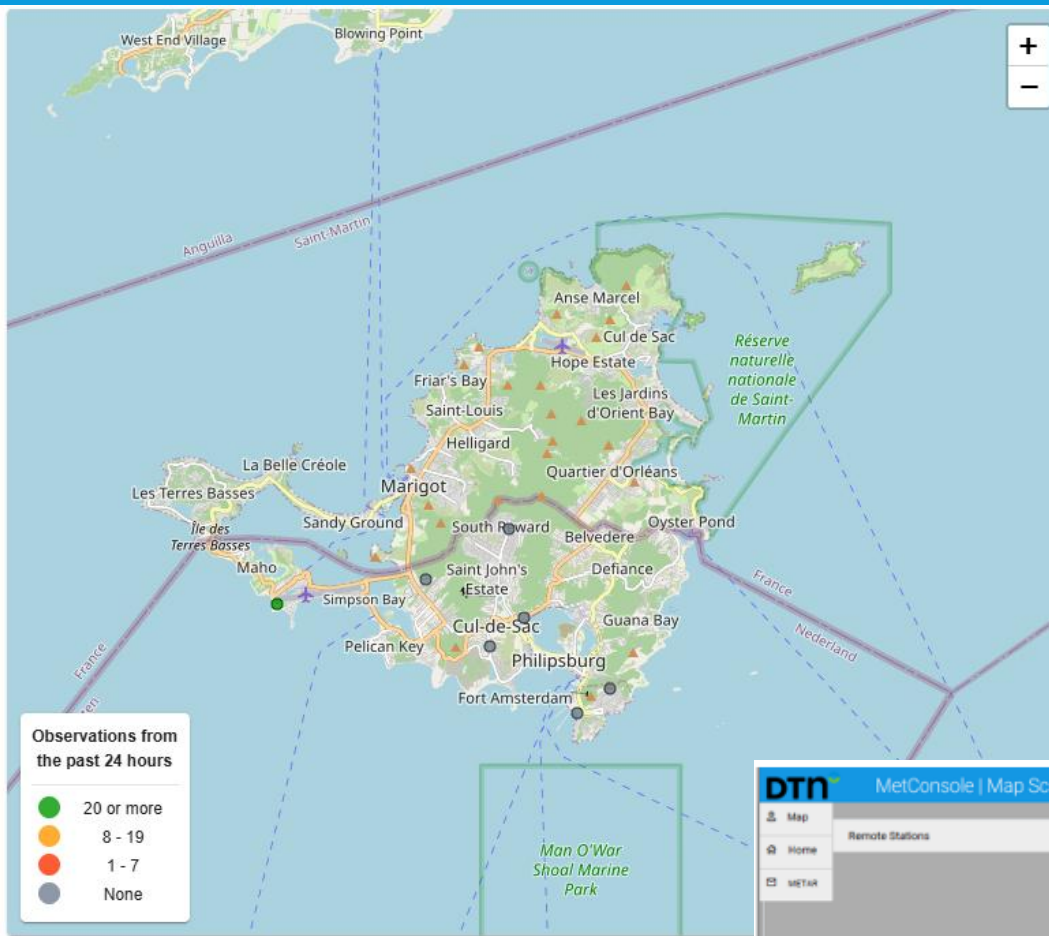 West End Village
Blowing Point
+
−
Anguilla
Saint-Martin
Anse Marcel
Cul de Sac
Hope Estate
Réserve
naturelle
nationale
de Saint-
Martin
Friar's Bay
Les Jardins
d'Orient Bay
Saint-Louis
Helligard
La Belle Créole
Quartier d'Orléans
Les Terres Basses
Marigot
Sandy Ground
South Reward
Oyster Pond
Île des
Terres Basses
Belvedere
Maho
Saint John's
Estate
Defiance
Simpson Bay
Cul-de-Sac
Guana Bay
Pelican Key
Philipsburg
France
Nederland
France
Fort Amsterdam
Observations from
the past 24 hours
20 or more
8 - 19
1 - 7
None
Man O'War
Shoal Marine
Park
DTN
MetConsole | Map Sc
Map
Remote Stations
Home
METAR